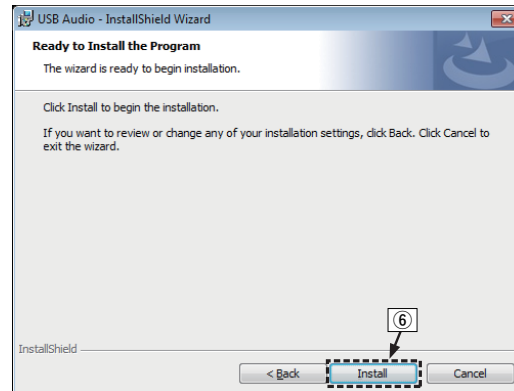 USB Audio - InstallShield Wizard
Ready to Install the Program
The wizard is ready to begin installation.
Click Install to begin the installation.
If you want to review or change any of your installation settings, click Back. Click Cancel to
exit the wizard.
⑥
InstallShield
< Back Install Cancel